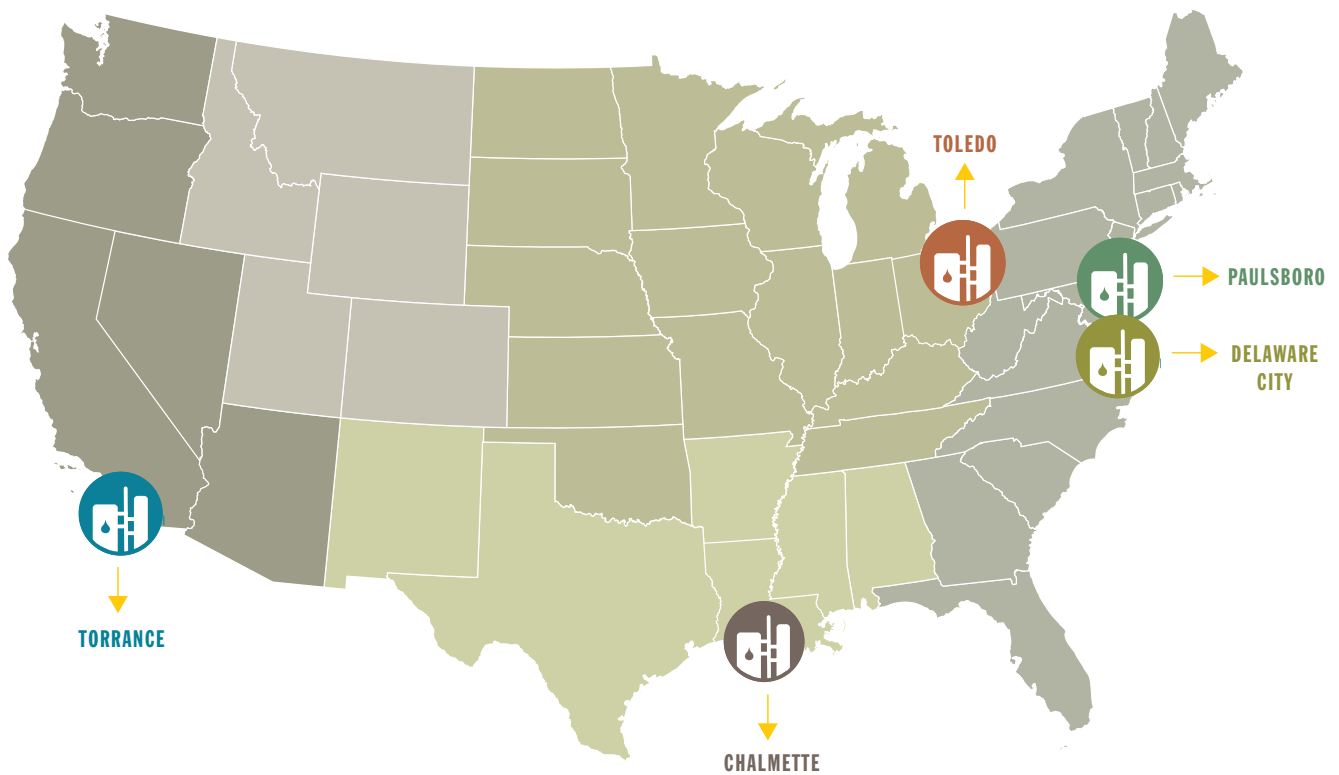 TOLEDO
PAULSBORO
DELAWARE
CITY
TORRANCE
CHALMETTE